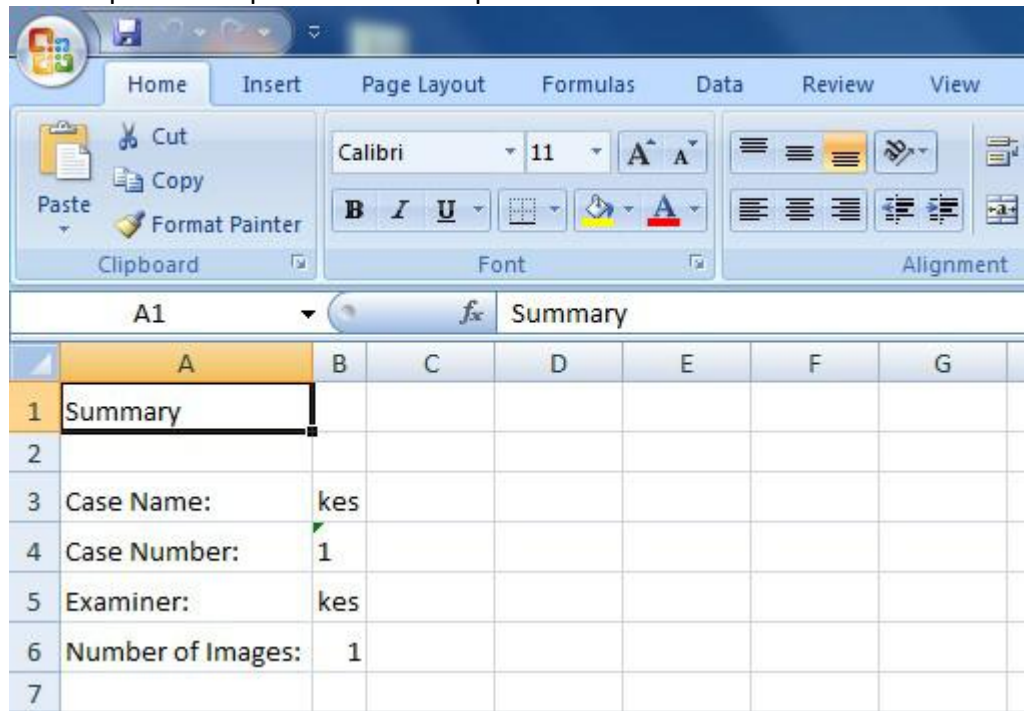 Home Insert Page Layout Formulas Data Review View
Cut
Copy
Paste
Format Painter
Calibri 11 A A
B I U A
Clipboard Font Alignment
A1 fx Summary
A B C D E F G
1 Summary
2
3 Case Name: kes
4 Case Number: 1
5 Examiner: kes
6 Number of Images: 1
7